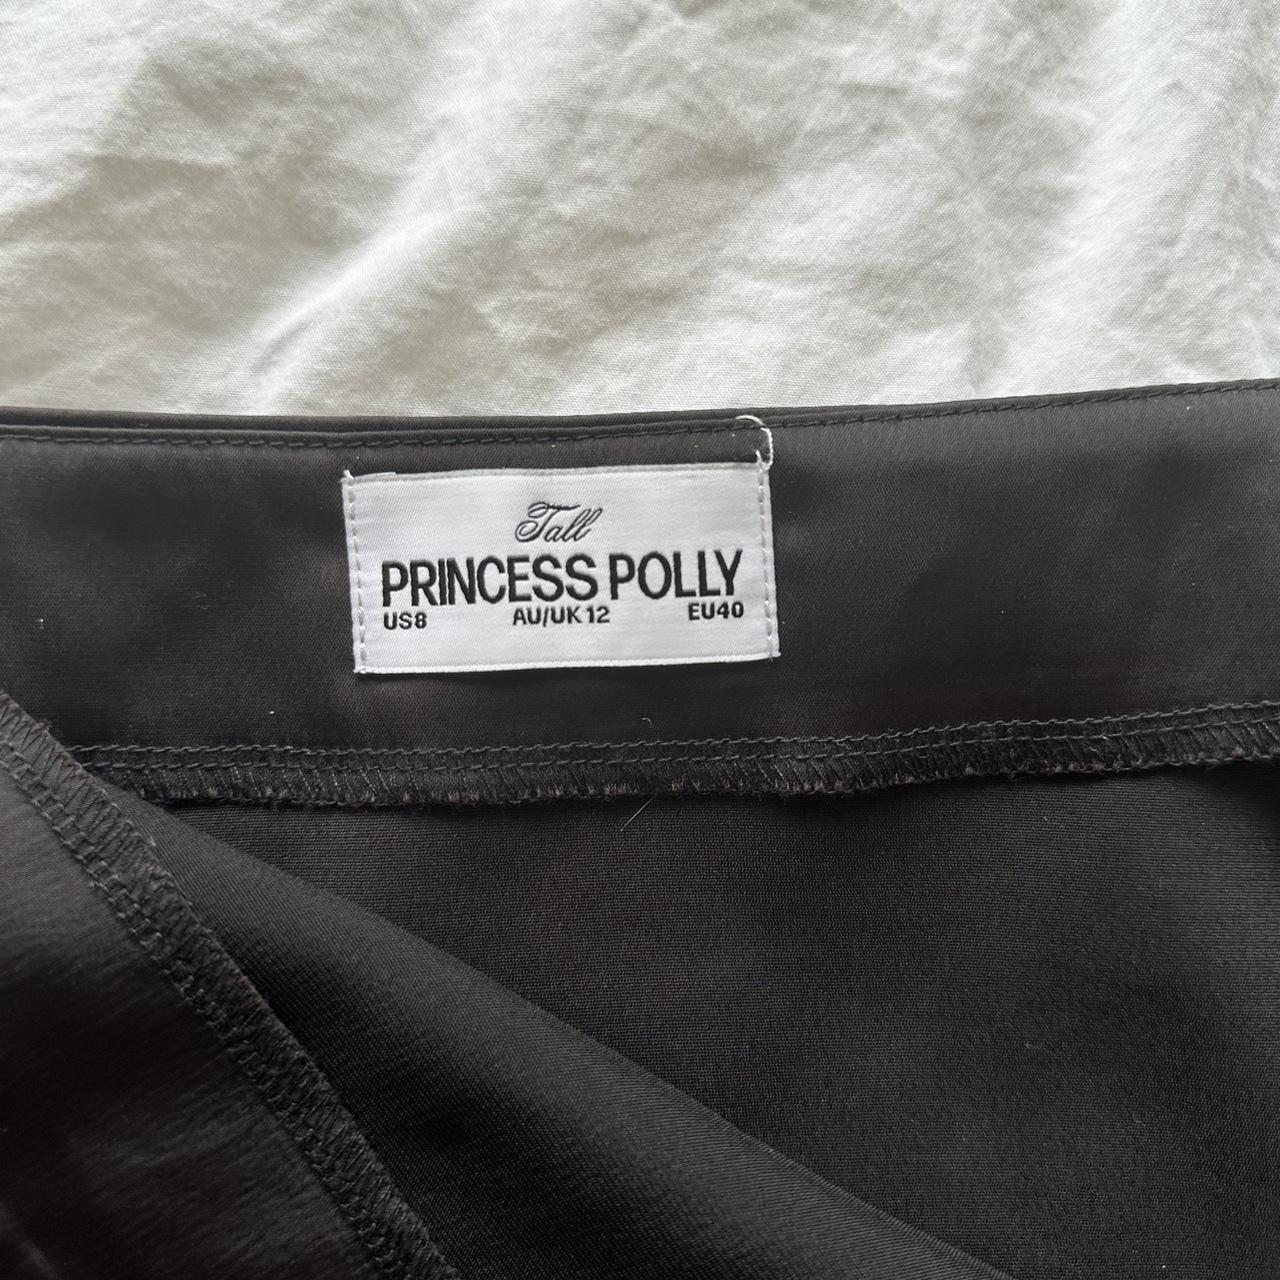 Tall
PRINCESS POLLY
US8 AU/UK 12 EU40